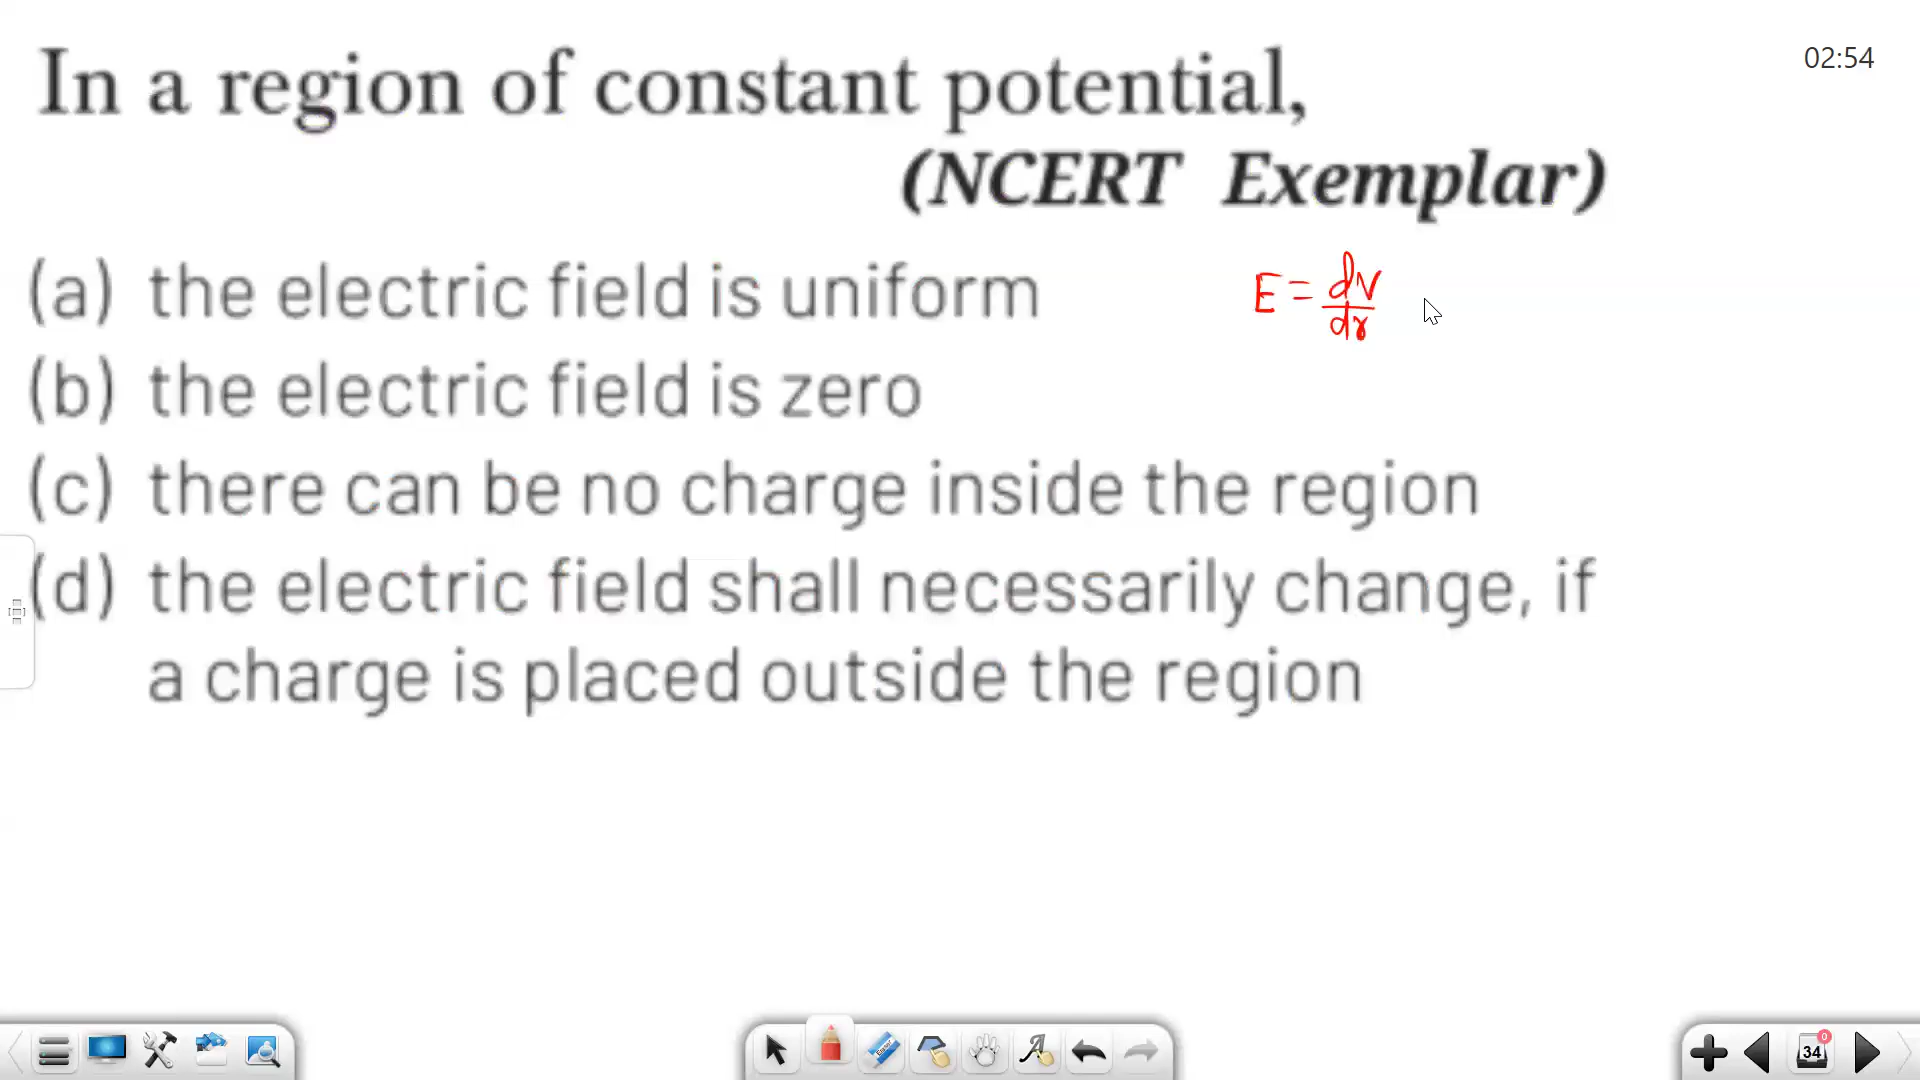 In a region of constant potential,
02:54
(NCERT Exemplar)
(a) the electric field is uniform
E = dV/dr
(b) the electric field is zero
(c) there can be no charge inside the region
(d) the electric field shall necessarily change, if
a charge is placed outside the region
34
0